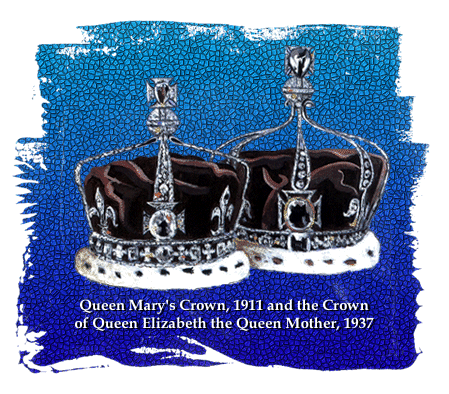 Queen Mary's Crown, 1911 and the Crown
of Queen Elizabeth the Queen Mother, 1937